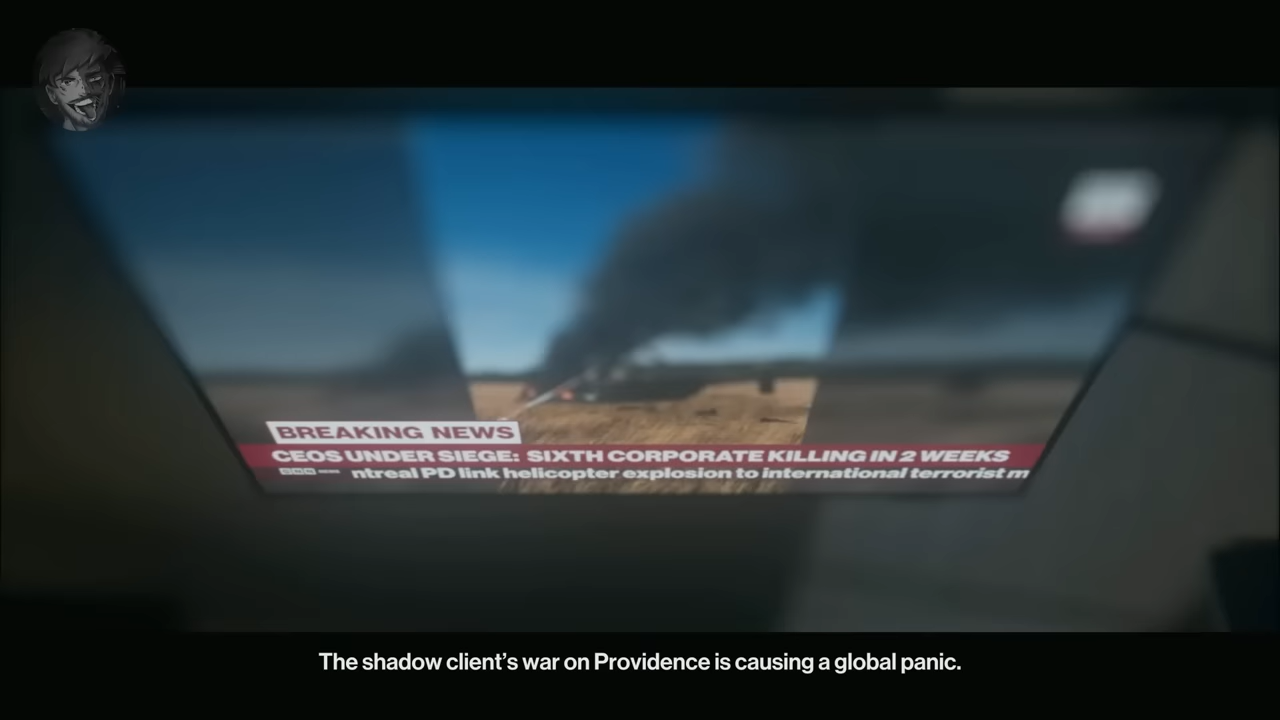 BREAKING NEWS
CEOS UNDER SIEGE: SIXTH CORPORATE KILLING IN 2 WEEKS
ntreal PD link helicopter explosion to international terrorist m
The shadow client's war on Providence is causing a global panic.